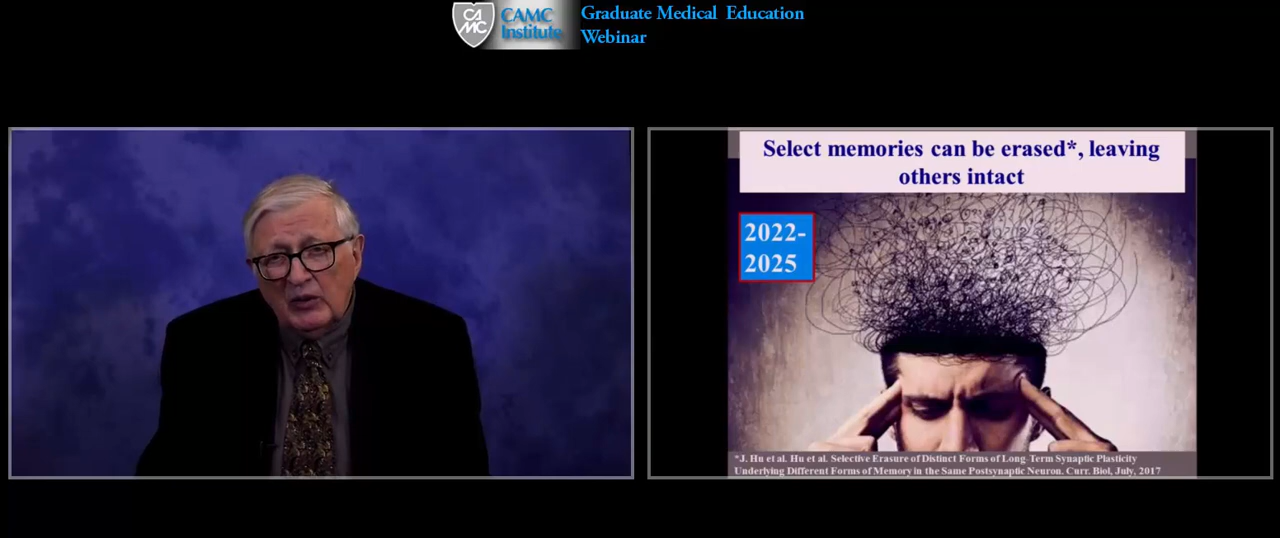 CAMC
CAMC
Institute
Graduate Medical Education
Webinar
Select memories can be erased*, leaving
others intact
2022-
2025
*J. Hu et al. Hu et al. Selective Erasure of Distinct Forms of Long-Term Synaptic Plasticity
Underlying Different Forms of Memory in the Same Postsynaptic Neuron. Curr. Biol, July, 2017